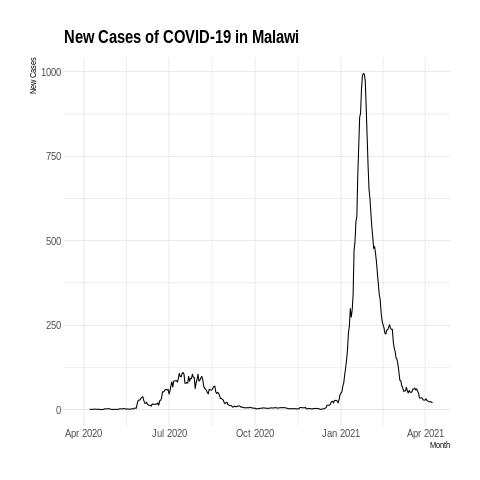 New Cases of COVID-19 in Malawi
New Cases
1000
750
500
250
0
Apr 2020 Jul 2020 Oct 2020 Jan 2021 Apr 2021
Month